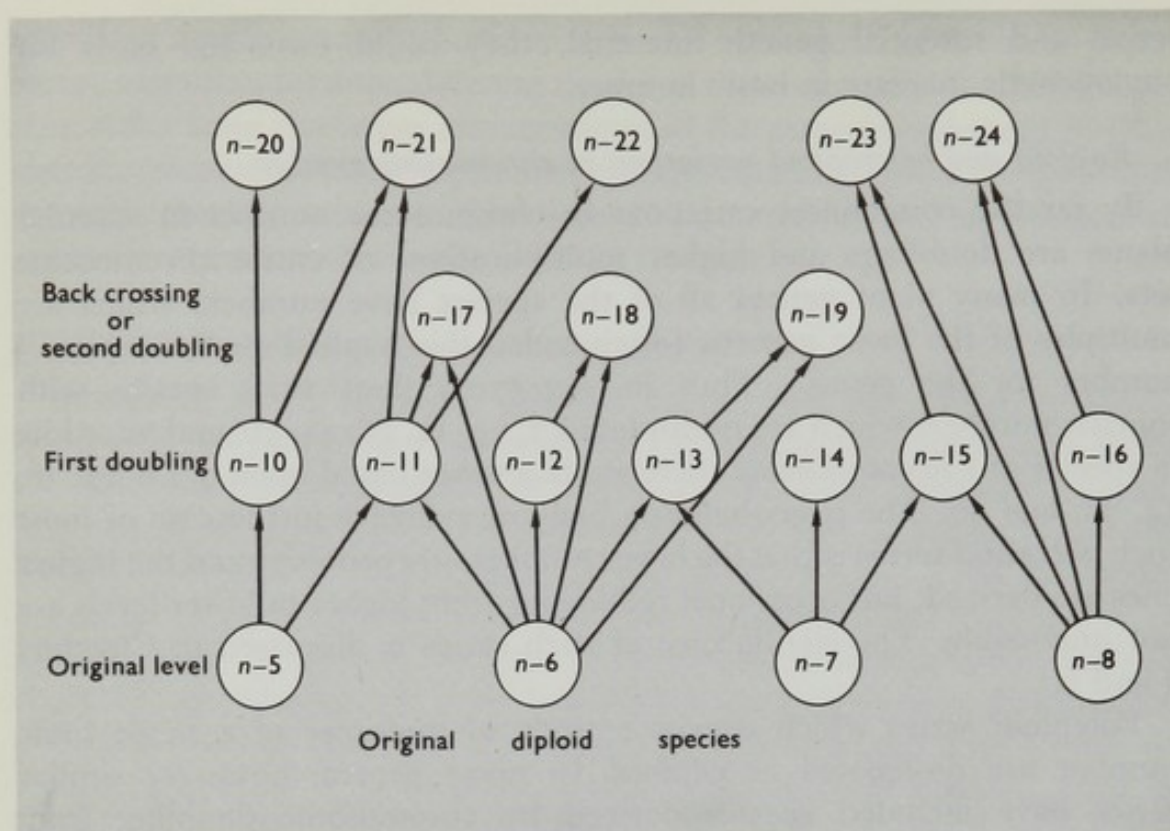 n–20 n–21 n–22 n–23 n–24
Back crossing
or
second doubling
n–17 n–18 n–19
First doubling n–10 n–11 n–12 n–13 n–14 n–15 n–16
Original level n–5 n–6 n–7 n–8
Original diploid species